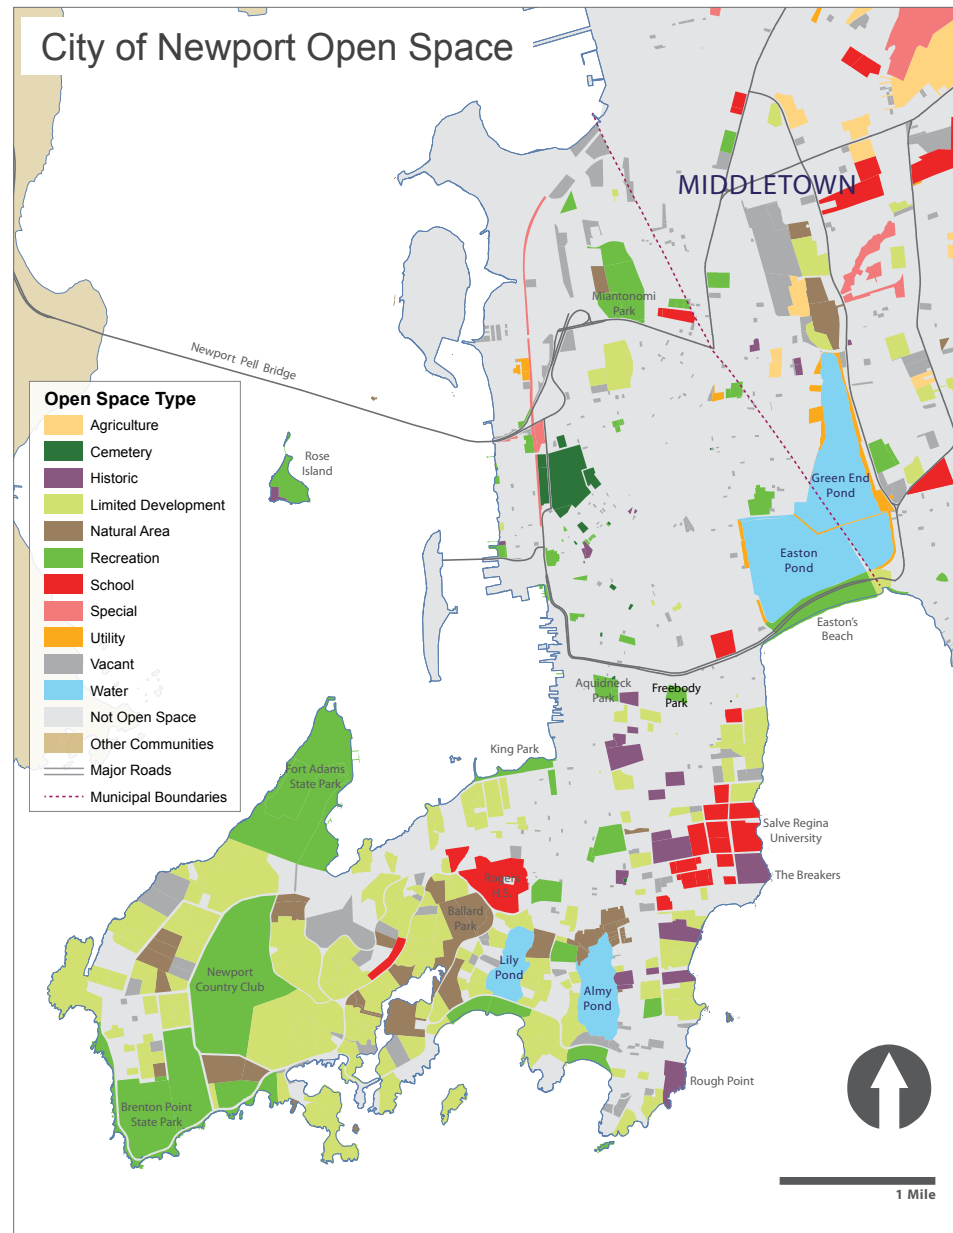 City of Newport Open Space
MIDDLETOWN
Miantonomi
Park
Newport Pell Bridge
Open Space Type
Agriculture
Cemetery
Historic
Limited Development
Natural Area
Recreation
School
Special
Utility
Vacant
Water
Not Open Space
Other Communities
Major Roads
Municipal Boundaries
Rose
Island
Green End
Pond
Easton
Pond
Easton's
Beach
Aquidneck
Park
Freebody
Park
King Park
Fort Adams
State Park
Salve Regina
University
The Breakers
Rogers
H.S.
Ballard
Park
Newport
Country Club
Lily
Pond
Almy
Pond
Rough Point
Brenton Point
State Park
1 Mile